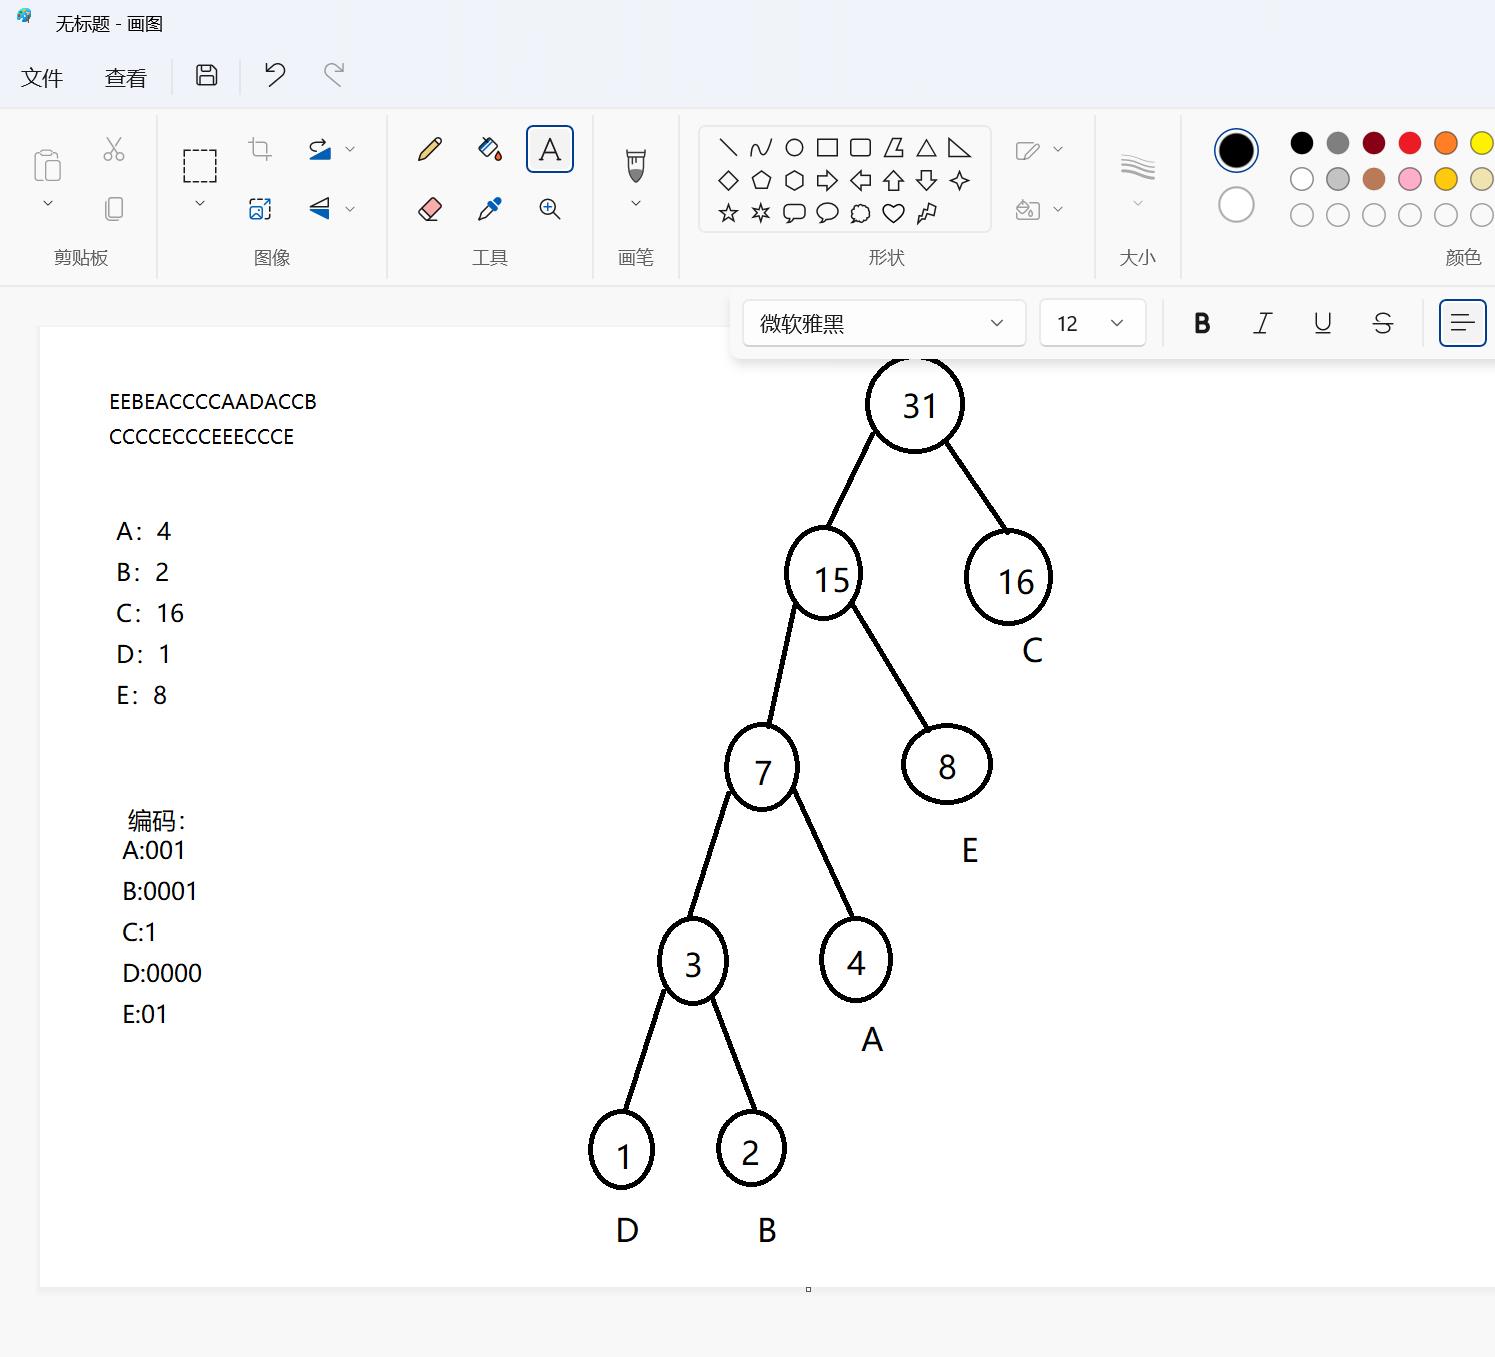 无标题 - 画图
文件 查看
剪贴板 图像 工具 画笔 形状 大小 颜色
微软雅黑 12 B I U S
EEBEACCCCAADACCB
CCCCECCCEEECCCE
A：4
B：2
C：16
D：1
E：8
编码：
A:001
B:0001
C:1
D:0000
E:01
31
15 16
C
7 8
E
3 4
A
1 2
D B